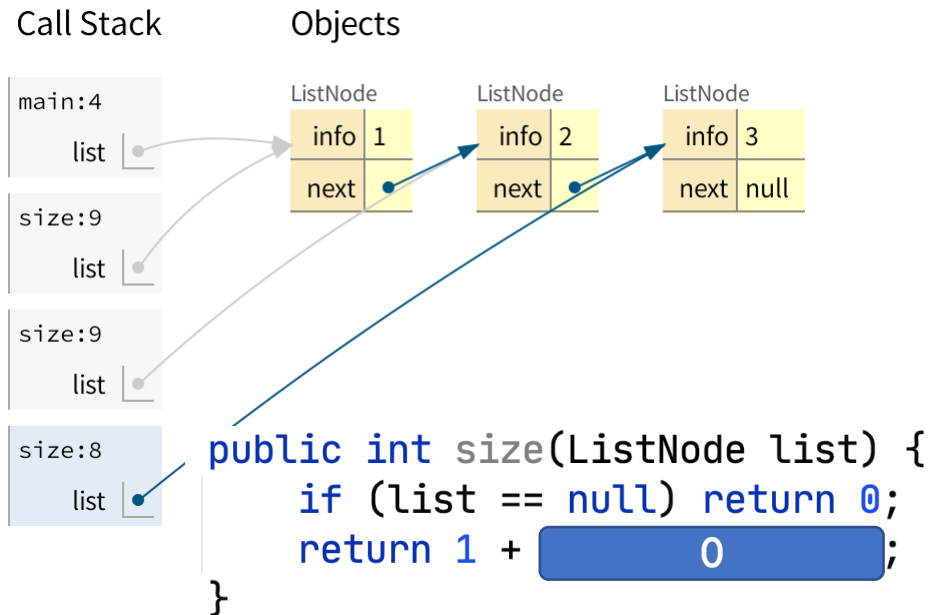 Call Stack
Objects
main:4
list
size:9
list
size:9
list
size:8
list
ListNode
info 1
next
ListNode
info 2
next
ListNode
info 3
next null
public int size(ListNode list) {
if (list == null) return 0;
return 1 + 0;
}